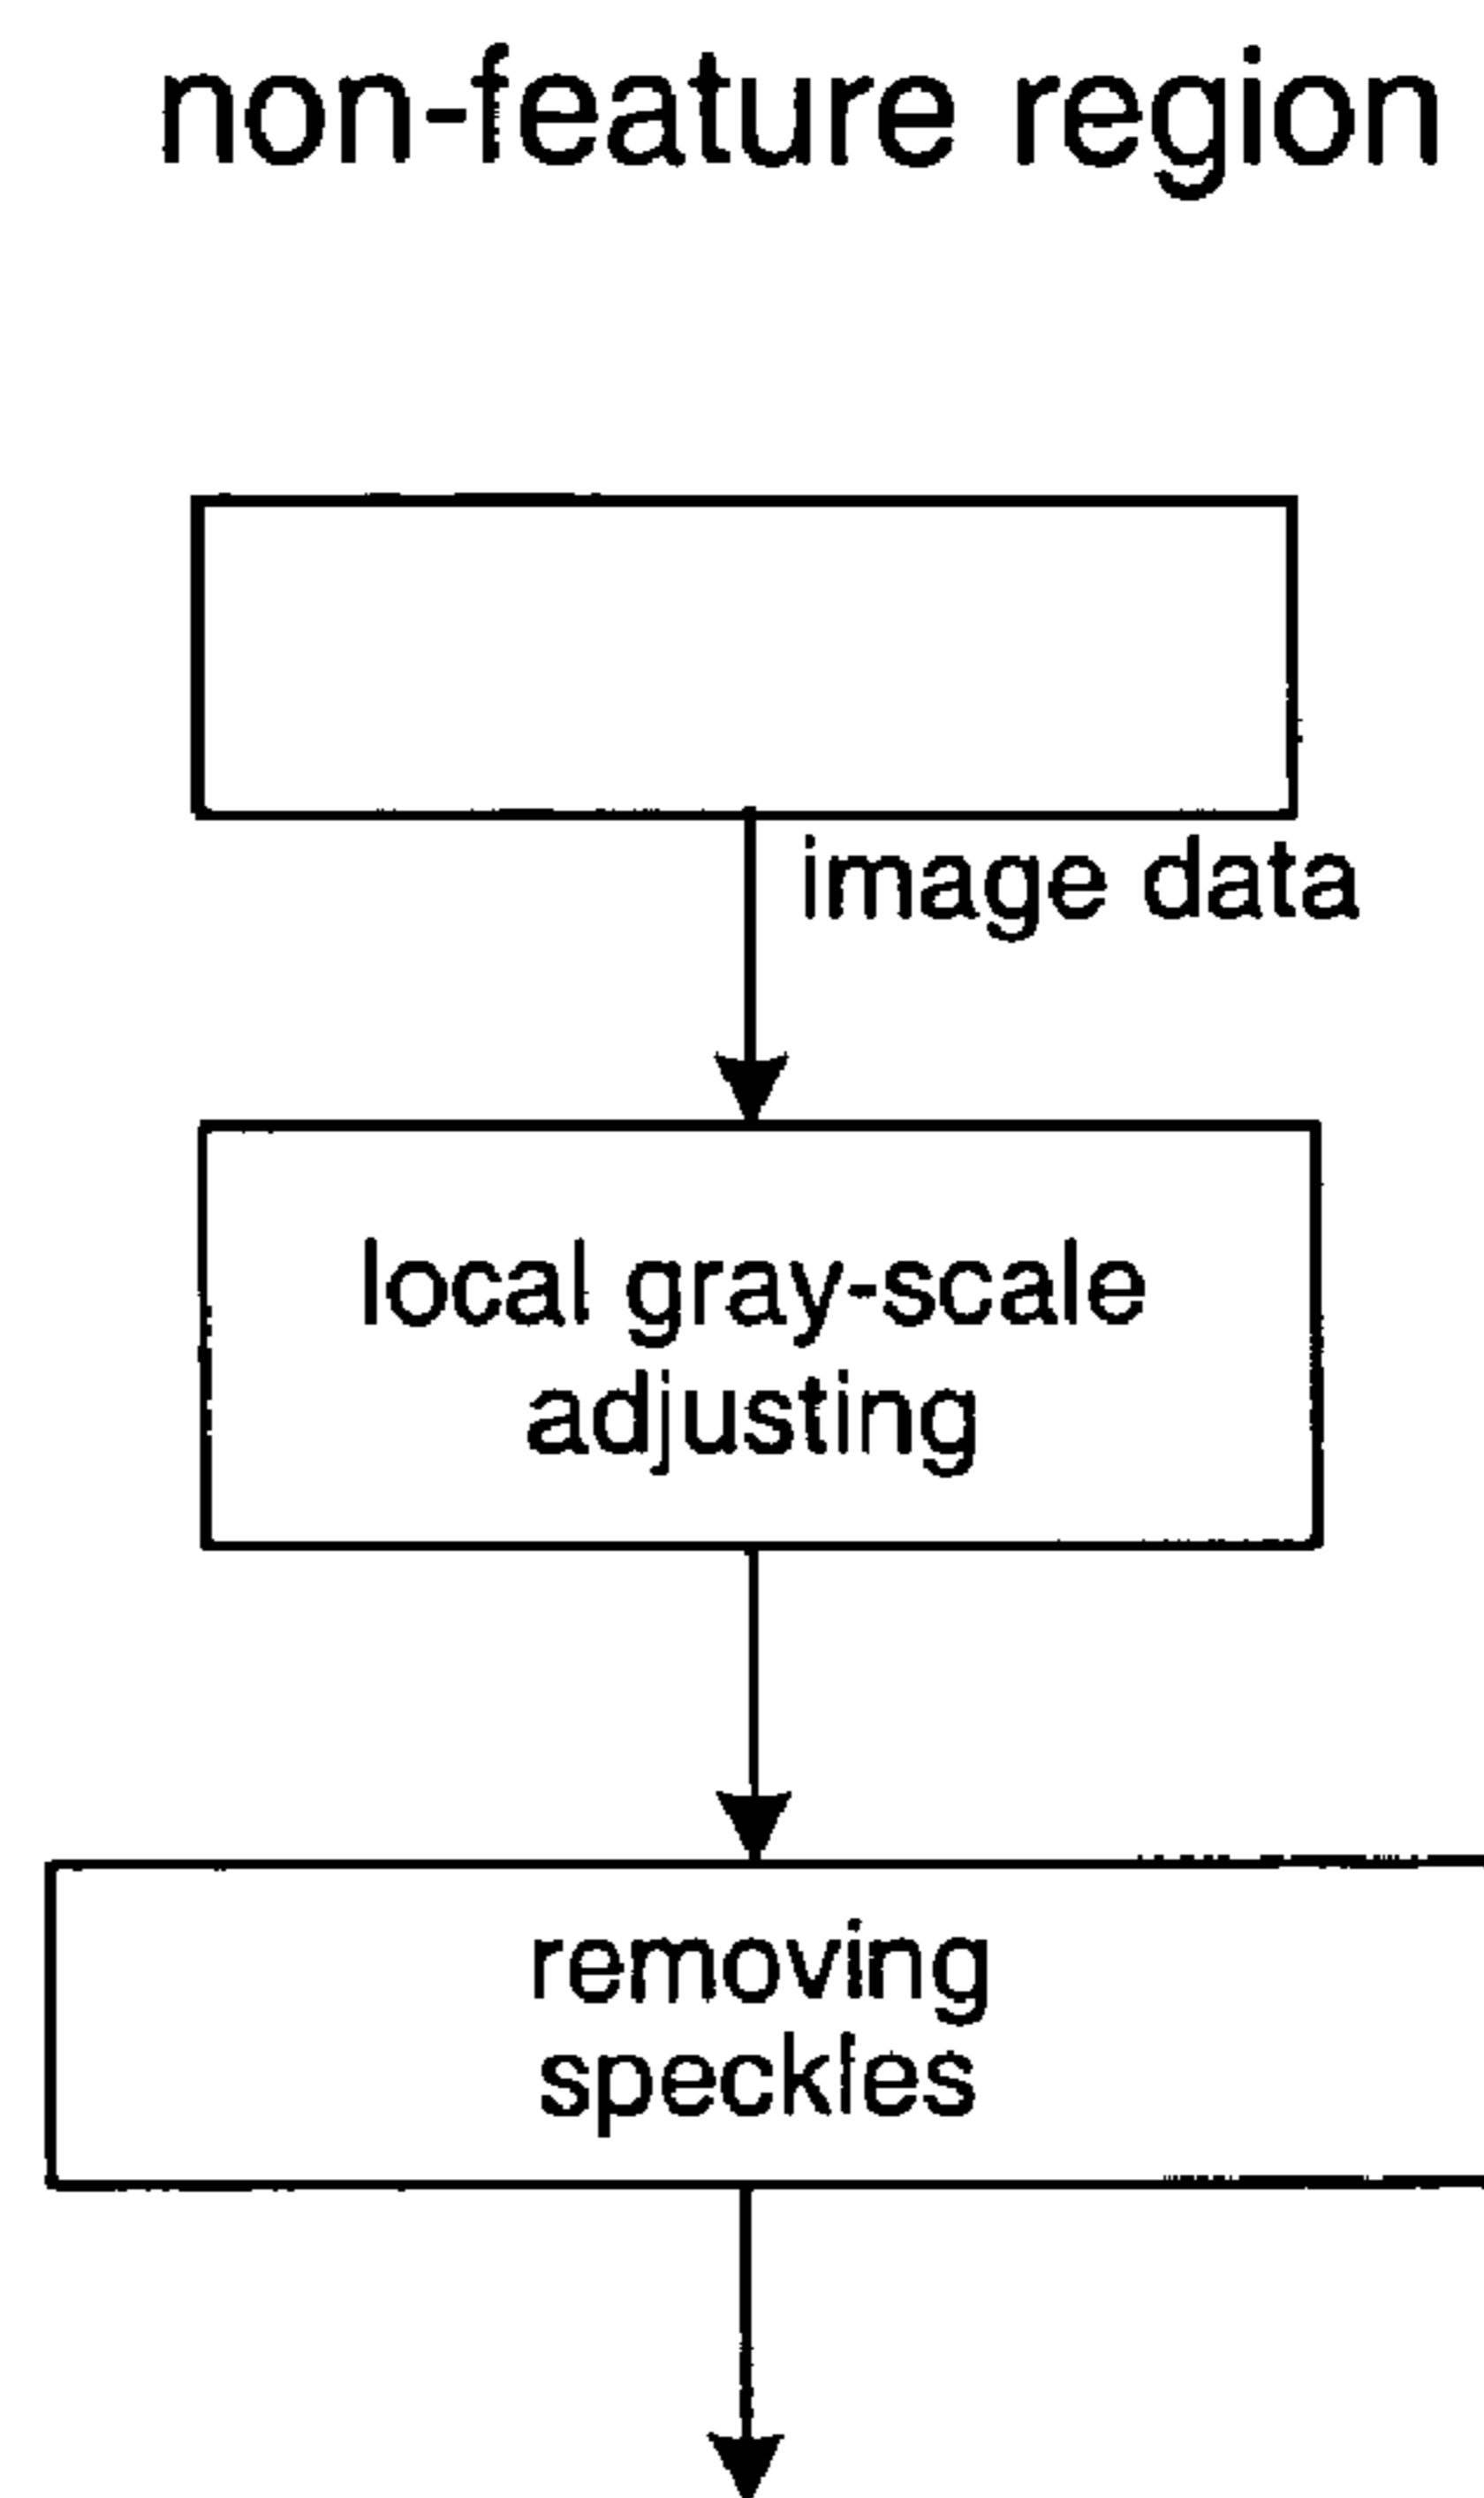 non-feature region
image data
local gray-scale
adjusting
removing
speckles